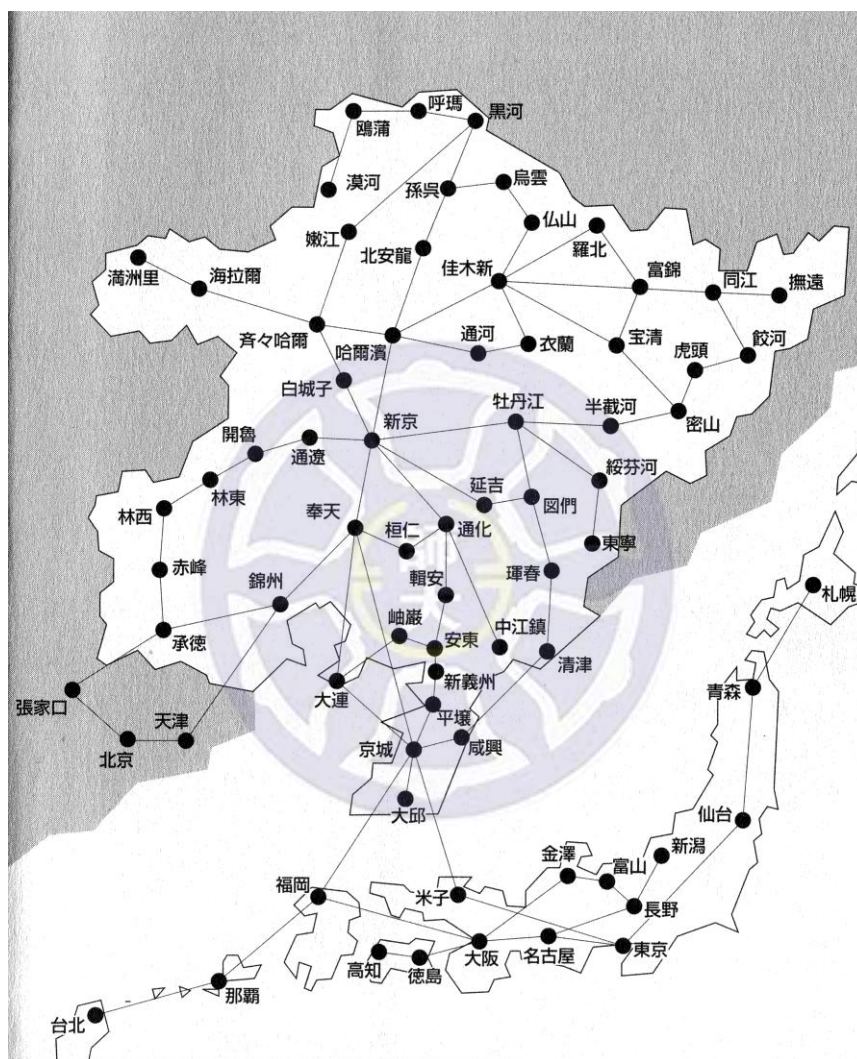 呼瑪
黒河
鴎蒲
漠河
孫呉
烏雲
仏山
嫩江
北安龍
羅北
満洲里
海拉爾
佳木新
富錦
同江
撫遠
斉々哈爾
哈爾濱
通河
衣蘭
宝清
虎頭
餃河
白城子
密山
新京
牡丹江
半截河
開魯
通遼
綏芬河
林東
延吉
図們
林西
奉天
桓仁
通化
東寧
赤峰
錦州
輯安
琿春
札幌
岫巌
安東
中江鎮
承徳
清津
大連
新義州
青森
張家口
平壌
天津
北京
京城
咸興
大邱
仙台
新潟
金澤
富山
福岡
米子
長野
高知
徳島
大阪
名古屋
東京
那覇
台北